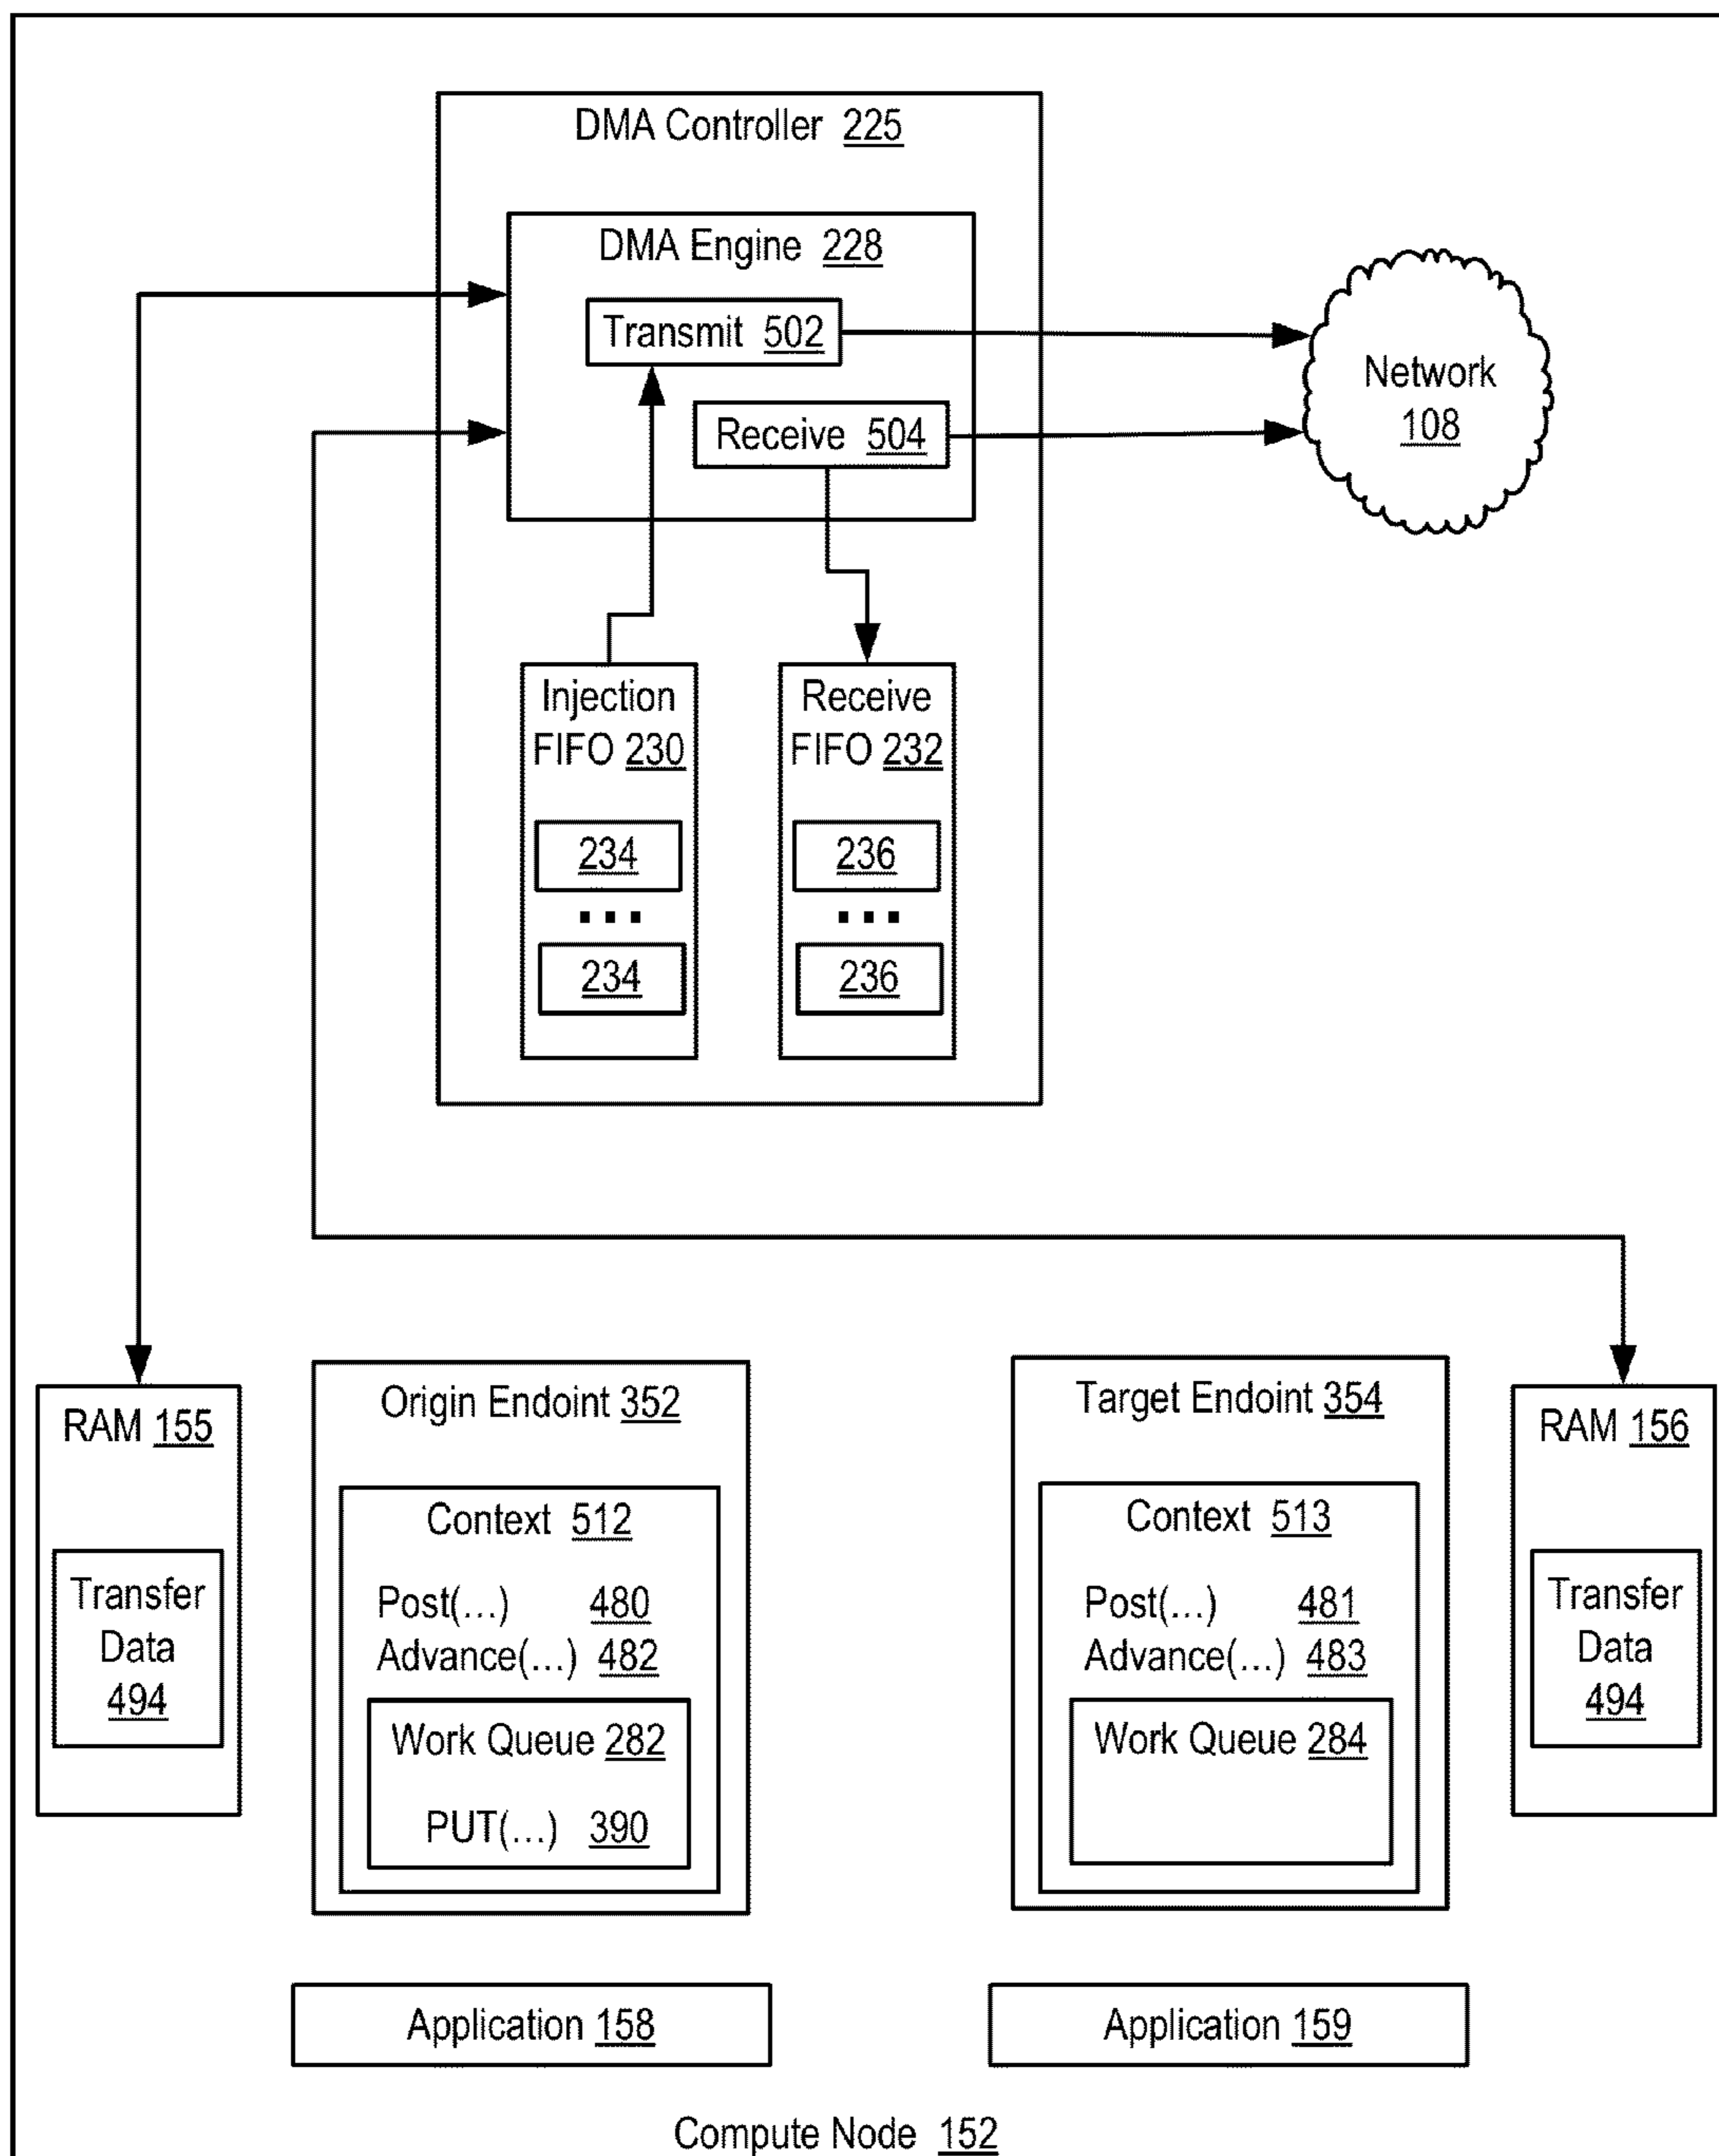 DMA Controller 225
DMA Engine 228
Transmit 502
Receive 504
Network
108
Injection
FIFO 230
234
...
234
Receive
FIFO 232
236
...
236
RAM 155
Transfer
Data
494
Origin Endoint 352
Context 512
Post(...) 480
Advance(...) 482
Work Queue 282
PUT(...) 390
Target Endoint 354
Context 513
Post(...) 481
Advance(...) 483
Work Queue 284
RAM 156
Transfer
Data
494
Application 158
Application 159
Compute Node 152